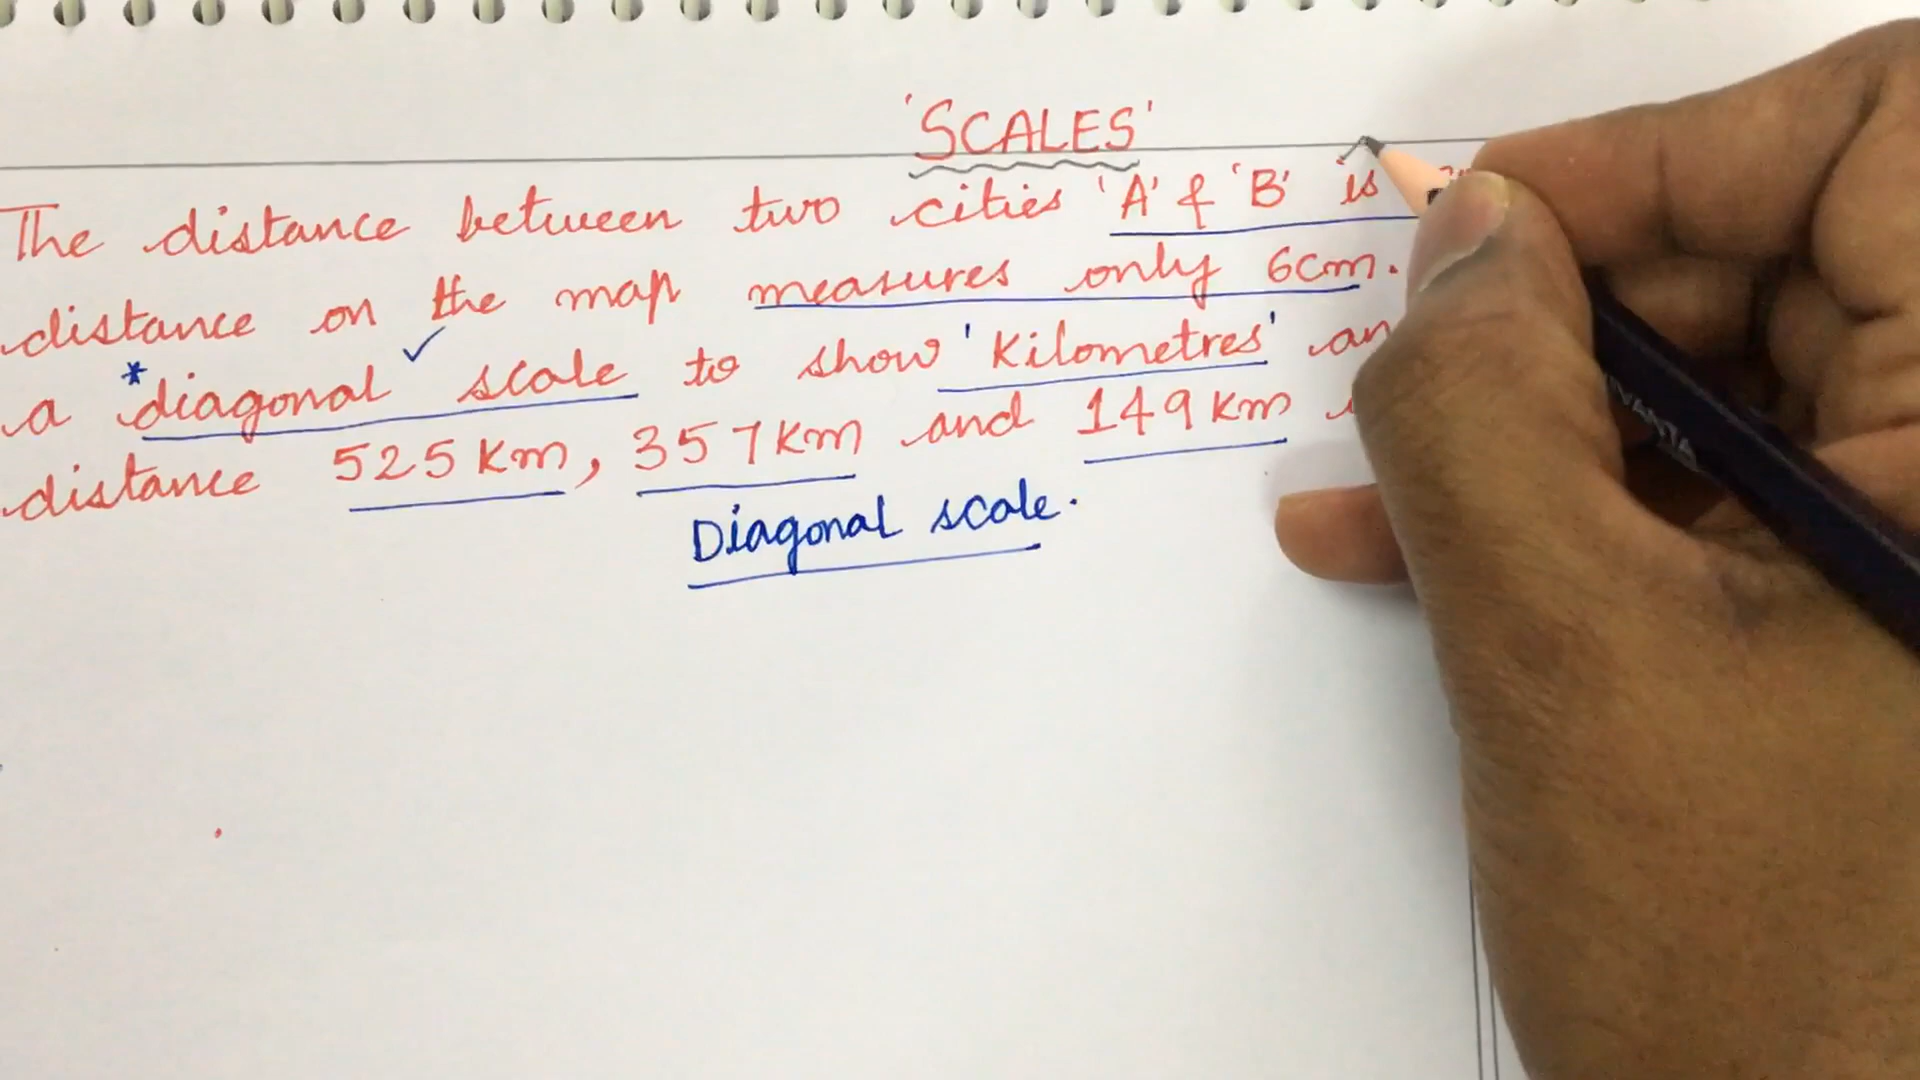 'SCALES'
The distance between two cities 'A' & 'B' is
distance on the map measures only 6cm.
a *diagonal scale to show 'Kilometres'
distance 525 Km, 357 Km and 149 Km
Diagonal scale.